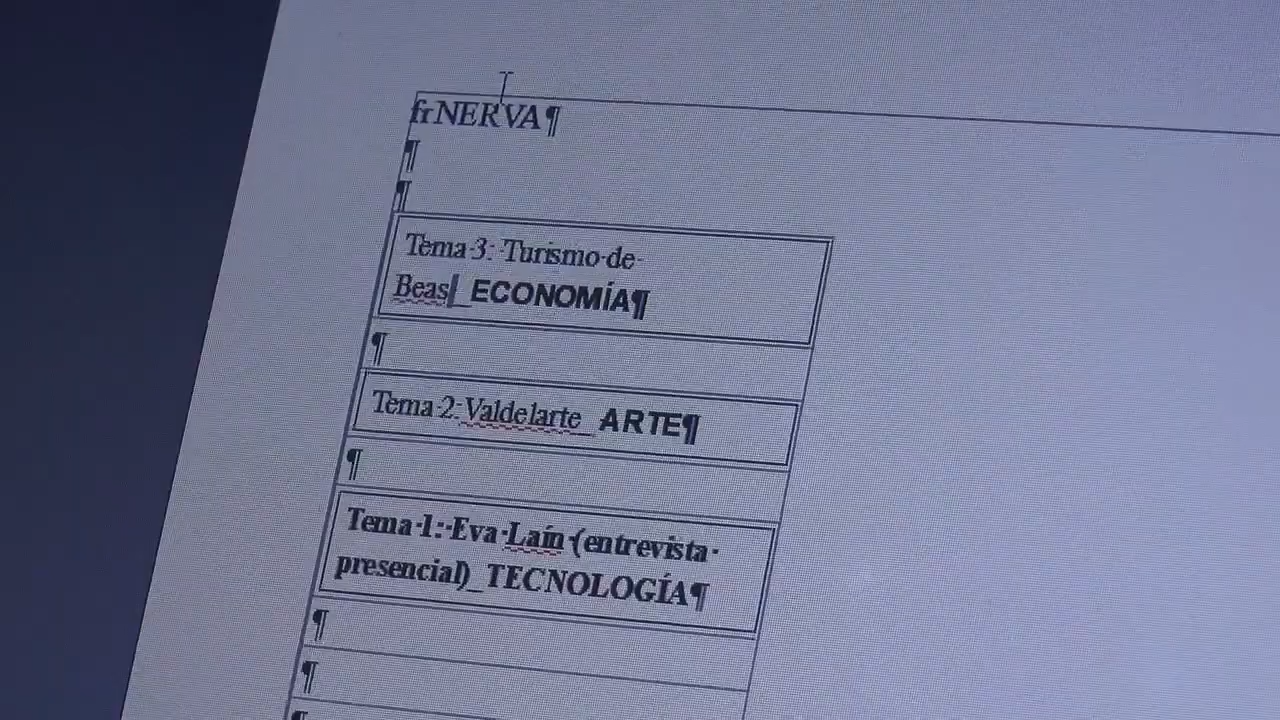 frNERVA¶
¶
¶
Tema 3: Turismo de
Beas_ECONOMÍA¶
¶
Tema 2: Valdelarte_ARTE¶
¶
Tema 1: Eva Laín (entrevista
presencial)_TECNOLOGÍA¶
¶
¶
¶